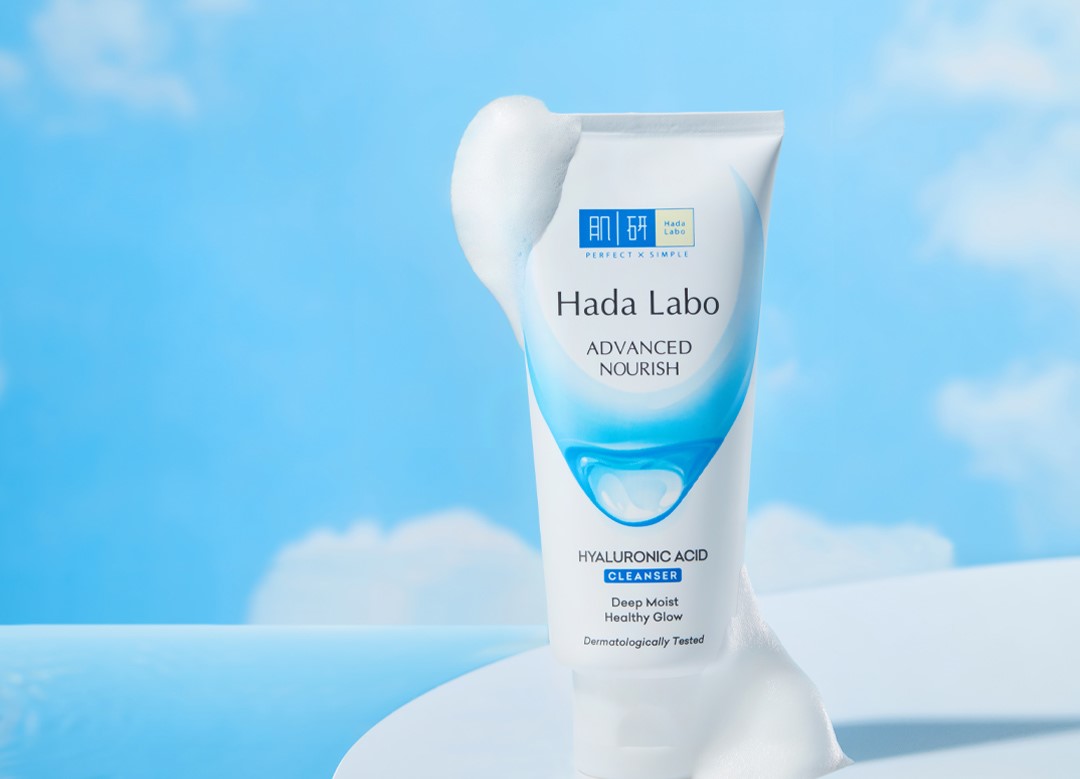 肌研 Hada
Labo
PERFECT X SIMPLE
Hada Labo
ADVANCED
NOURISH
HYALURONIC ACID
CLEANSER
Deep Moist
Healthy Glow
Dermatologically Tested